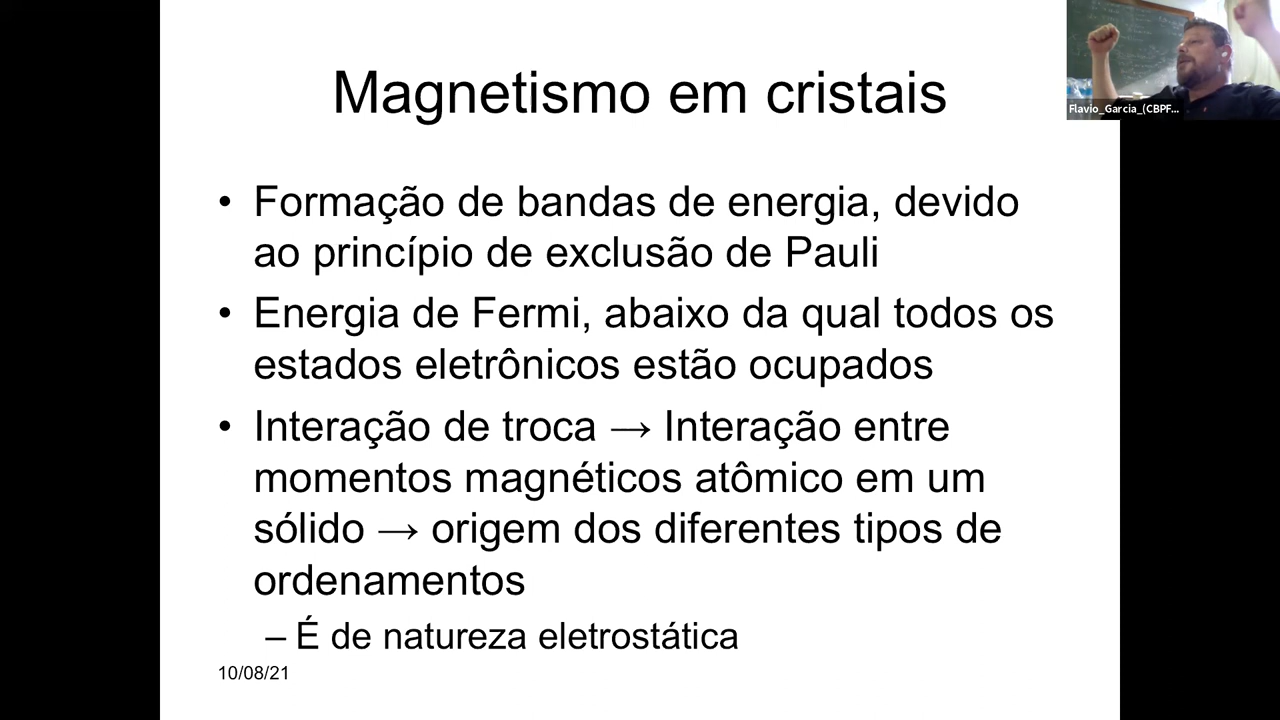 Magnetismo em cristais
Flavio_Garcia_(CBPF...
• Formação de bandas de energia, devido
ao princípio de exclusão de Pauli
• Energia de Fermi, abaixo da qual todos os
estados eletrônicos estão ocupados
• Interação de troca → Interação entre
momentos magnéticos atômico em um
sólido → origem dos diferentes tipos de
ordenamentos
– É de natureza eletrostática
10/08/21